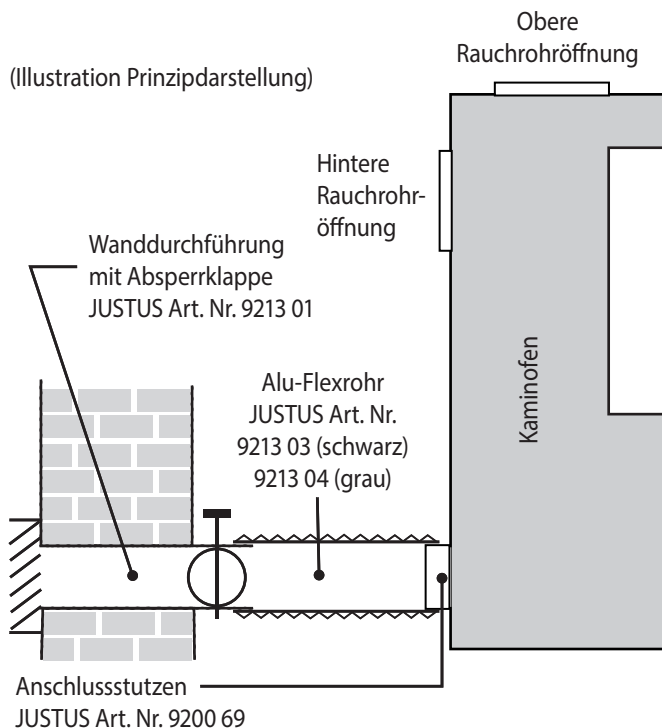 Obere
Rauchrohröffnung
(Illustration Prinzipdarstellung)
Hintere
Rauchrohr-
öffnung
Wanddurchführung
mit Absperrklappe
JUSTUS Art. Nr. 9213 01
Alu-Flexrohr
JUSTUS Art. Nr.
9213 03 (schwarz)
9213 04 (grau)
Kaminofen
Anschlussstutzen
JUSTUS Art. Nr. 9200 69